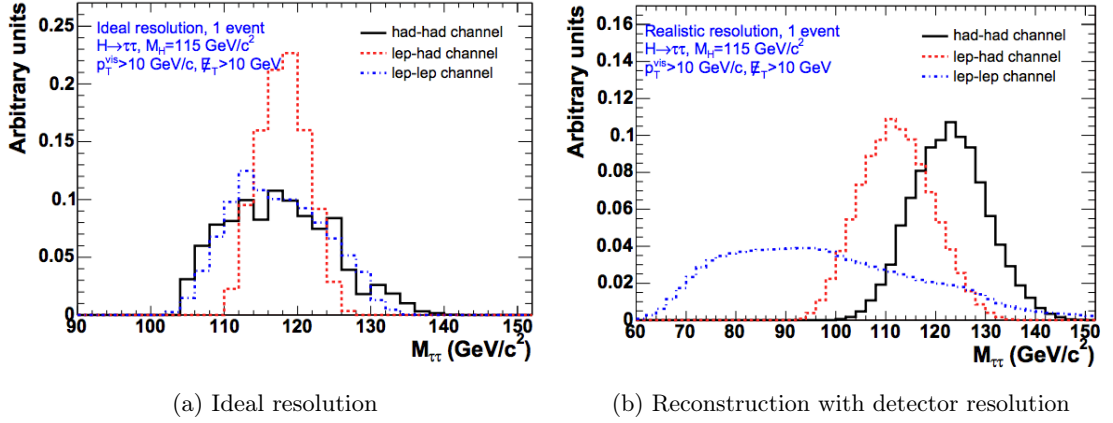 Arbitrary units
0.25
0.2
0.15
0.1
0.05
0
Ideal resolution, 1 event
H→ττ, M_H=115 GeV/c²
p_T^vis>10 GeV/c, E̸_T>10 GeV
had-had channel
lep-had channel
lep-lep channel
90 100 110 120 130 140 150
M_ττ (GeV/c²)
(a) Ideal resolution
Arbitrary units
0.16
0.14
0.12
0.1
0.08
0.06
0.04
0.02
0
Realistic resolution, 1 event
H→ττ, M_H=115 GeV/c²
p_T^vis>10 GeV/c, E̸_T>10 GeV
had-had channel
lep-had channel
lep-lep channel
60 70 80 90 100 110 120 130 140 150
M_ττ (GeV/c²)
(b) Reconstruction with detector resolution